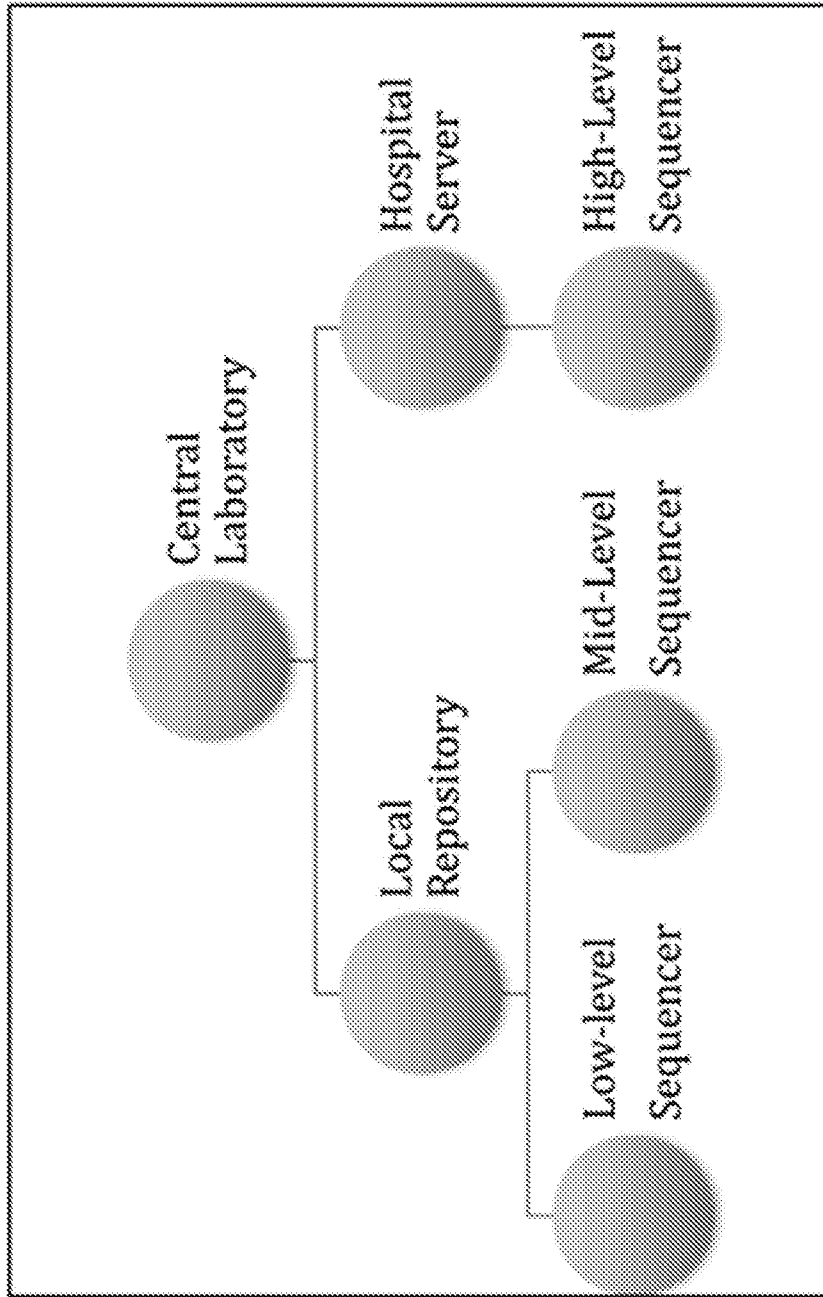 Central
Laboratory
Local
Repository
Hospital
Server
Low-level
Sequencer
Mid-Level
Sequencer
High-Level
Sequencer